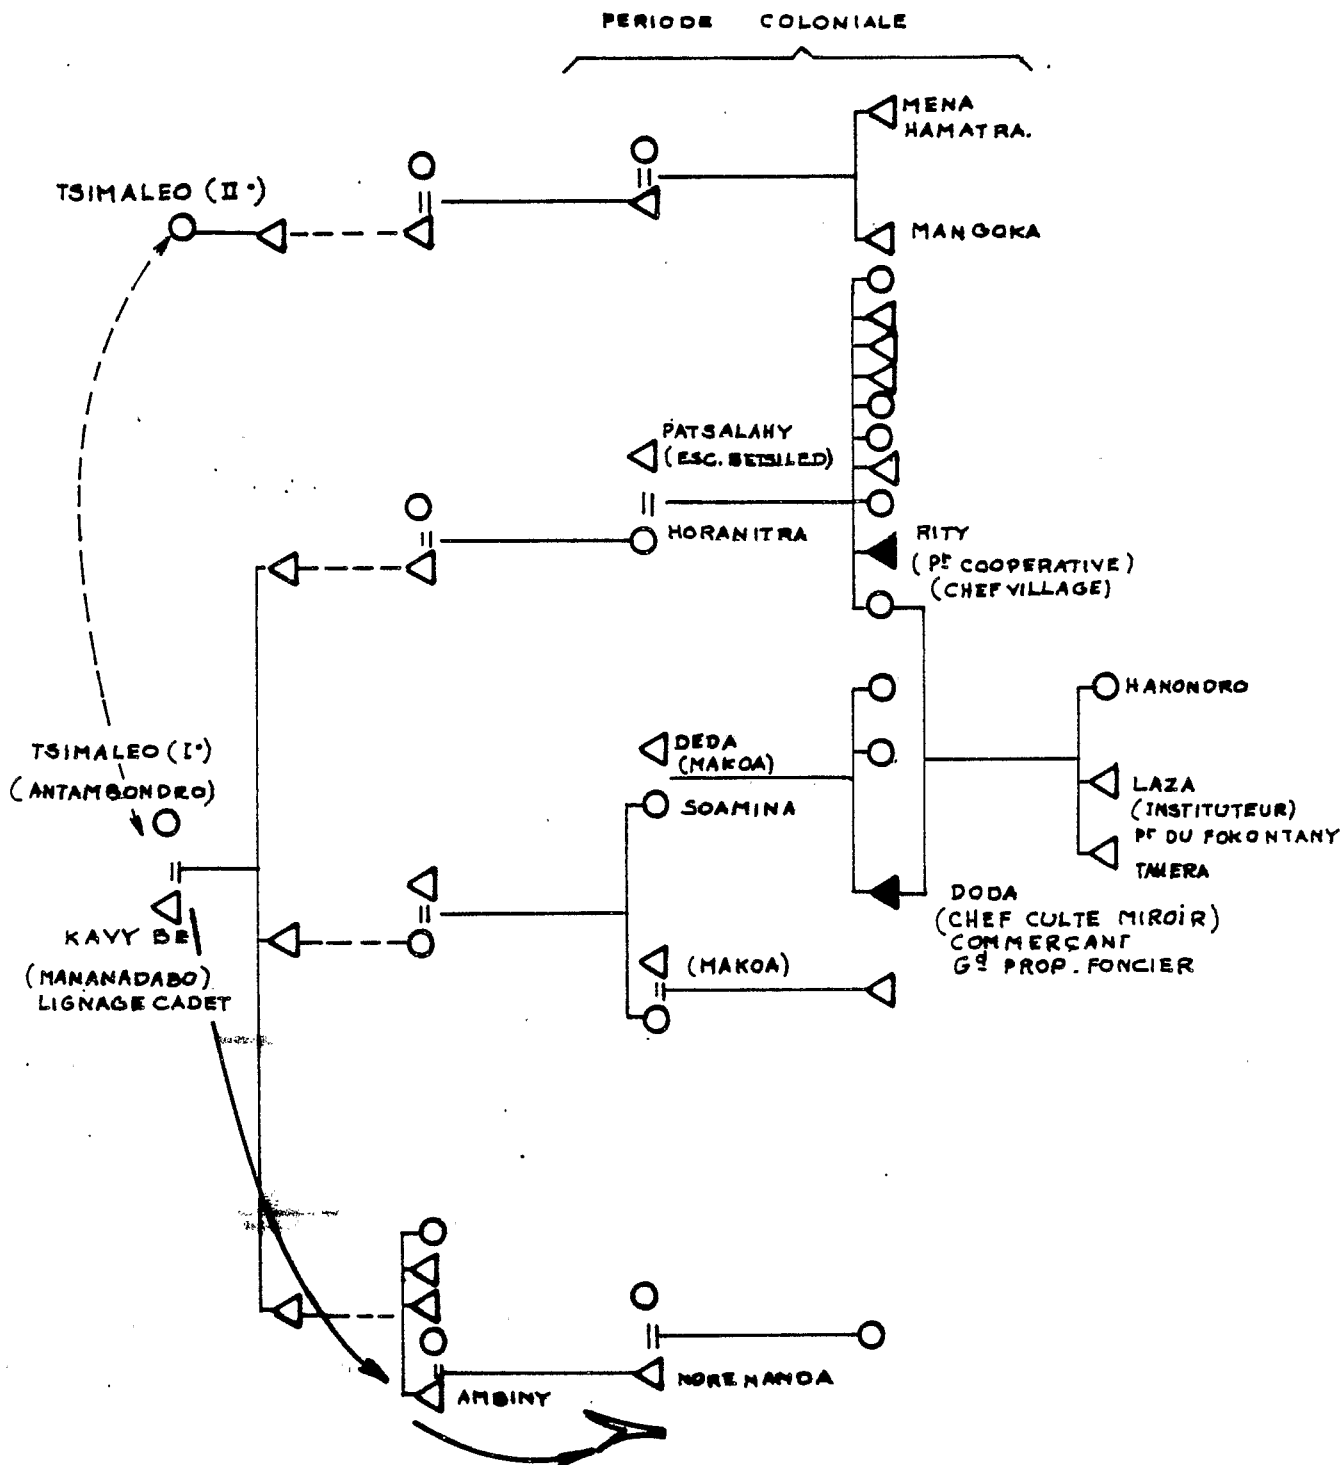 PERIODE COLONIALE
MENA
HAMATRA.
TSIMALEO (II°)
MANGOKA
PATSALAHY
(ESC. BETSILEO)
HORANITRA
RITY
(Pt COOPERATIVE)
(CHEF VILLAGE)
HANONDRO
TSIMALEO (I°)
(ANTAMBONDRO)
DEDA
(MAKOA)
SOAMINA
LAZA
(INSTITUTEUR)
Pt DU FOKONTANY
TAHERA
KAVY BE
(MANANADABO)
LIGNAGE CADET
DODA
(CHEF CULTE MIROIR)
COMMERÇANT
Gd PROP. FONCIER
(MAKOA)
AMBINY
NOREMANDA